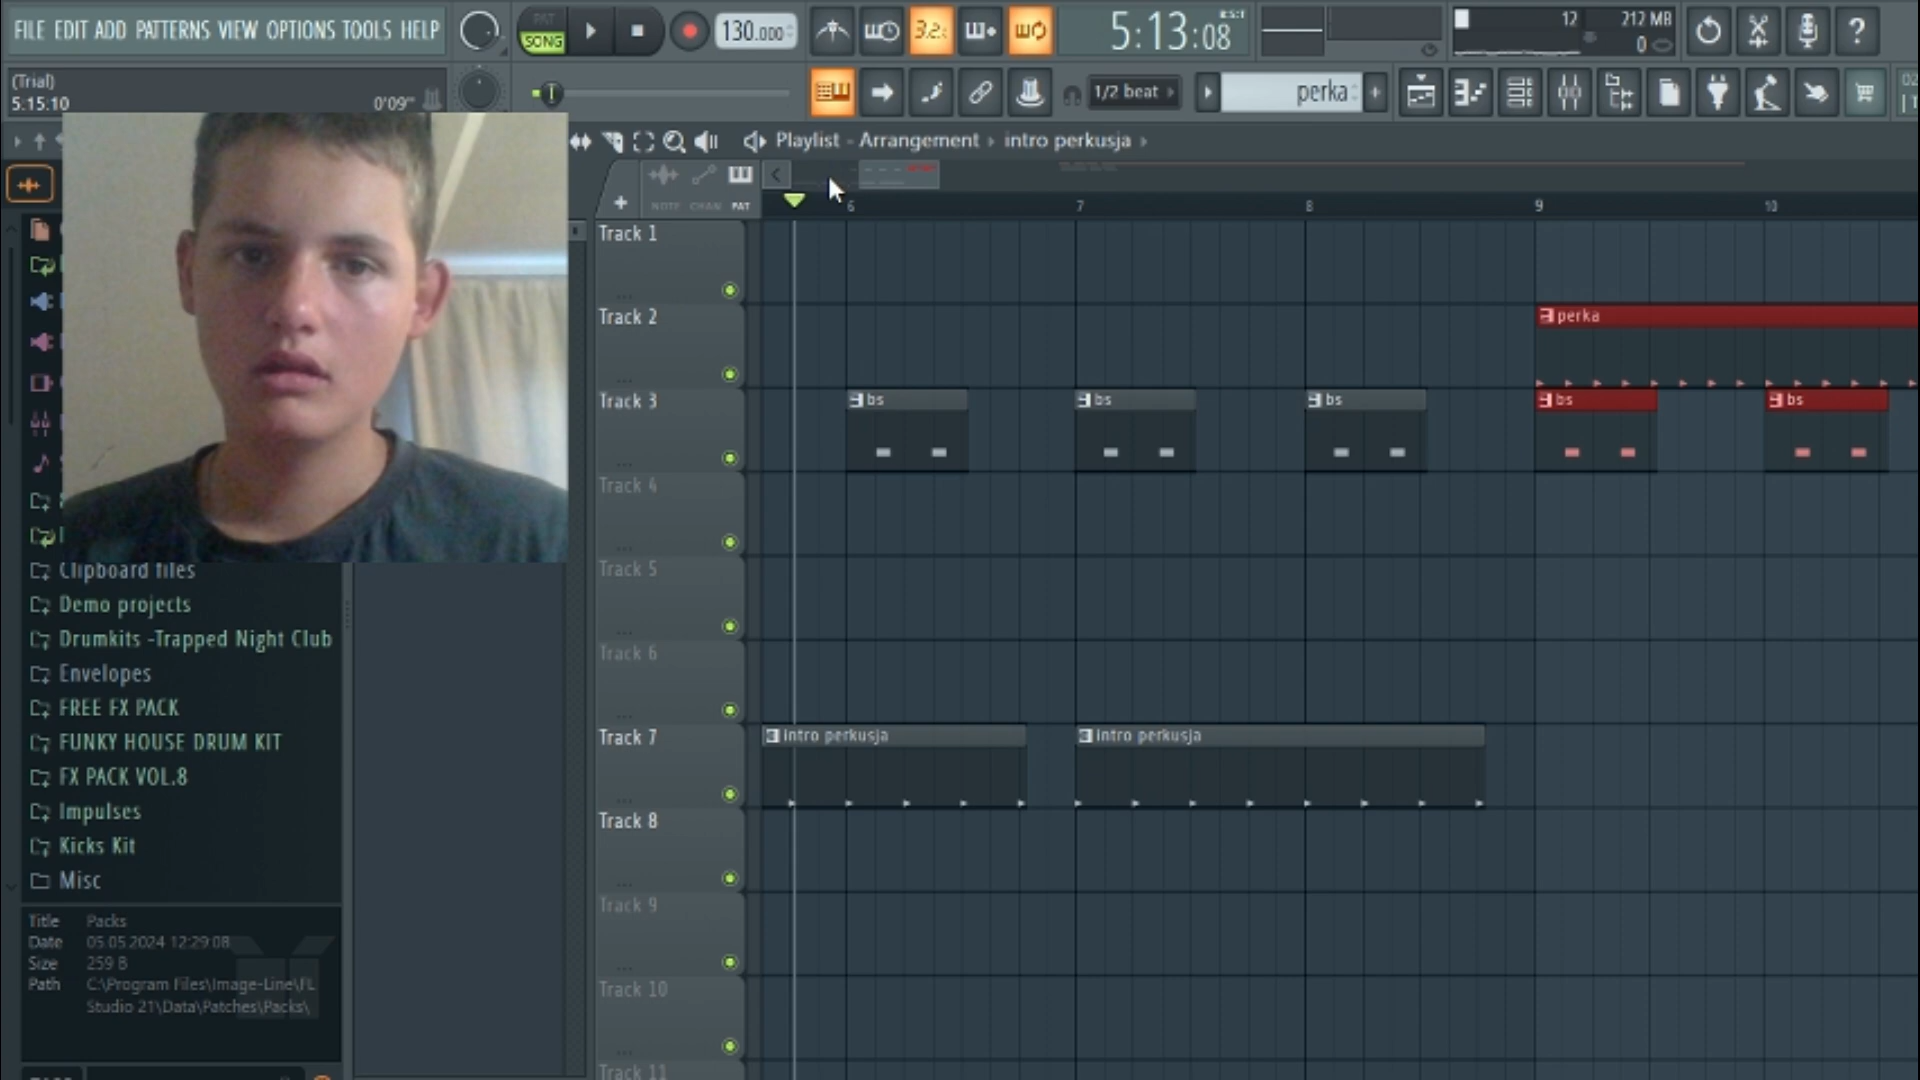 FILE EDIT ADD PATTERNS VIEW OPTIONS TOOLS HELP
PAT
SONG
130.000
3.2.
5:13:08
B:S:T
12
212 MB
0
(Trial)
5:15:10
0'09"
1/2 beat
perka
Playlist - Arrangement › intro perkusja ›
NOTE CHAN PAT
6 7 8 9 10
Track 1
Track 2
perka
Track 3
bs
bs
bs
bs
bs
Track 4
Track 5
Track 6
Track 7
intro perkusja
intro perkusja
Track 8
Track 9
Track 10
Track 11
Clipboard files
Demo projects
Drumkits -Trapped Night Club
Envelopes
FREE FX PACK
FUNKY HOUSE DRUM KIT
FX PACK VOL.8
Impulses
Kicks Kit
Misc
Title Packs
Date 05.05.2024 12:29:08
Size 259 B
Path C:\Program Files\Image-Line\FL
Studio 21\Data\Patches\Packs\